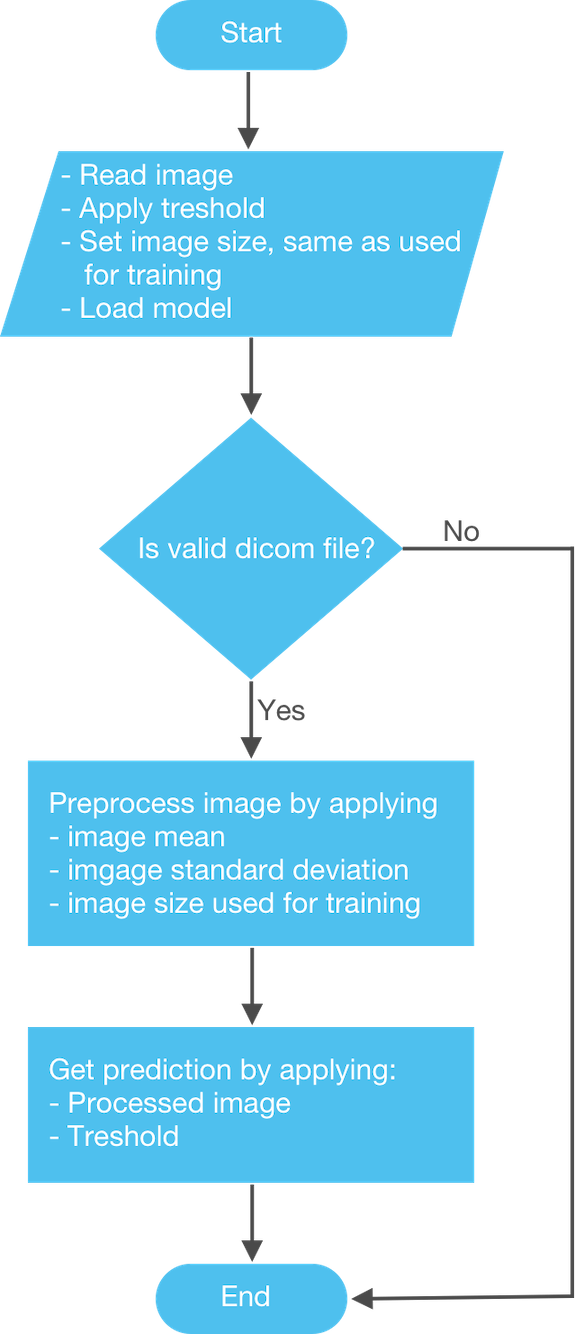 Start
- Read image
- Apply treshold
- Set image size, same as used
for training
- Load model
Is valid dicom file?
No
Yes
Preprocess image by applying
- image mean
- imgage standard deviation
- image size used for training
Get prediction by applying:
- Processed image
- Treshold
End